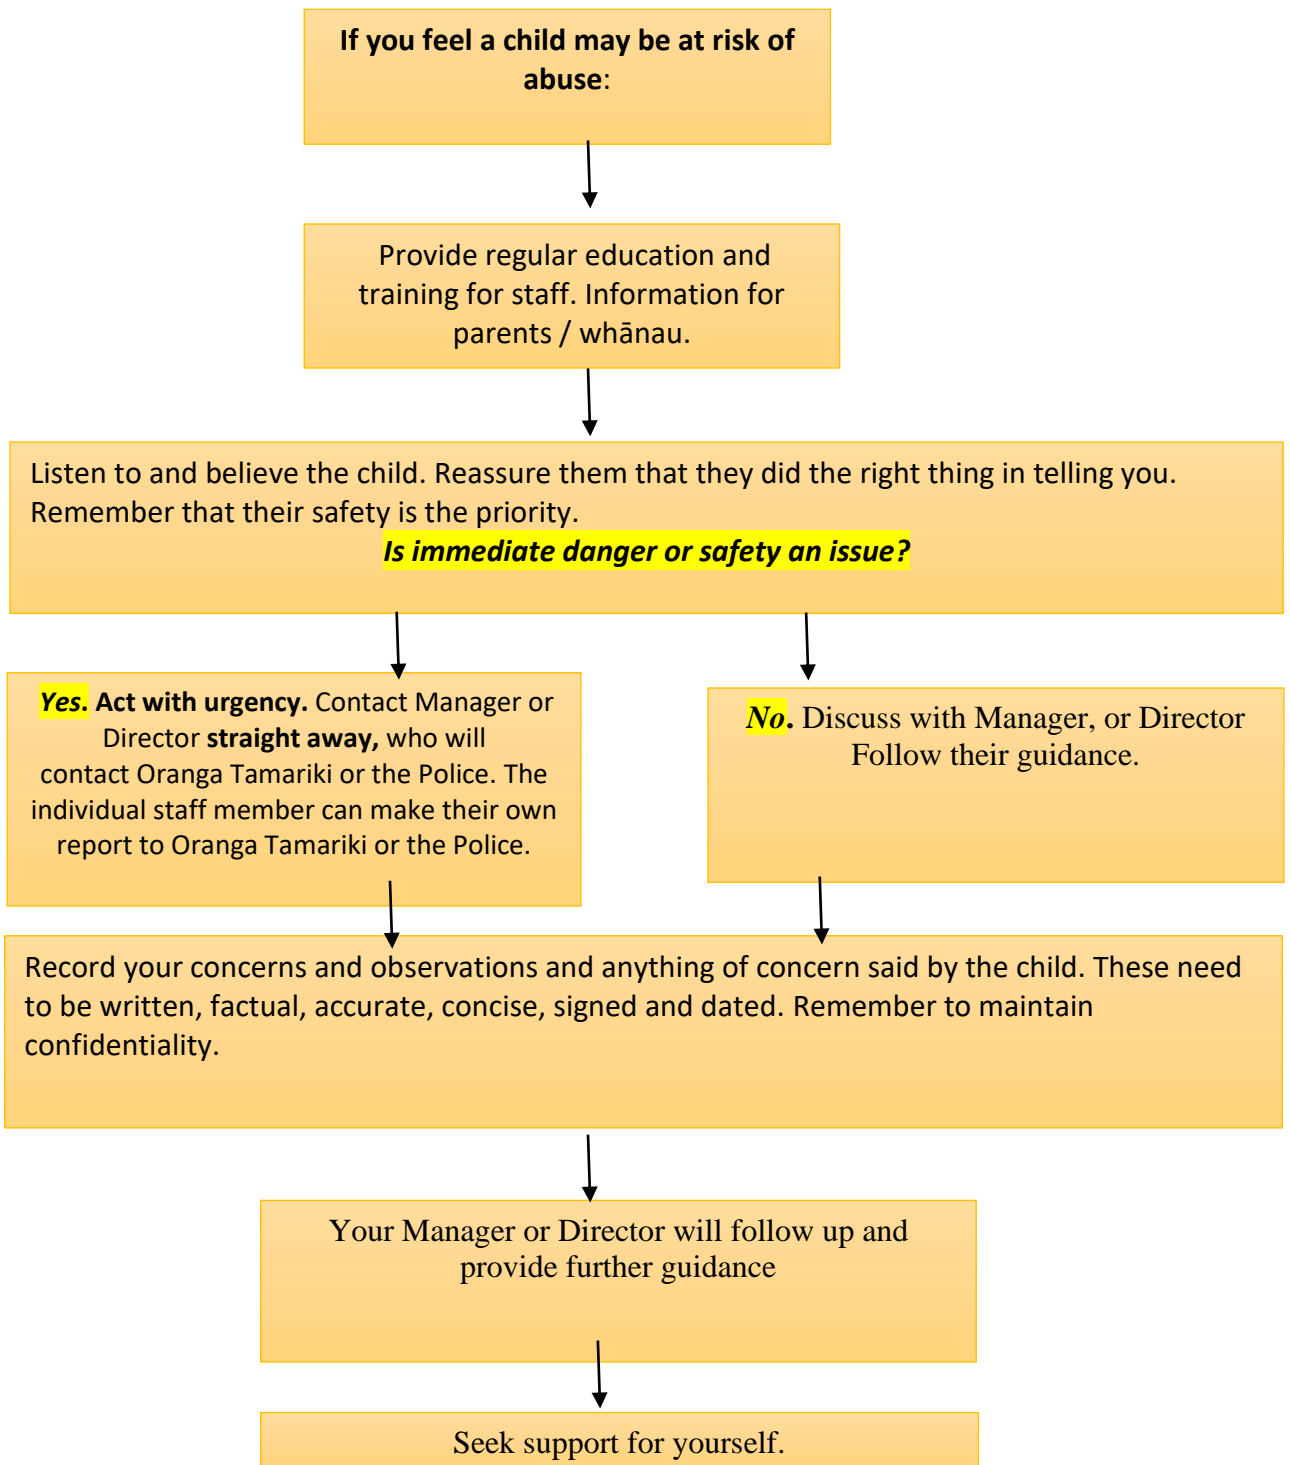 If you feel a child may be at risk of
abuse:
Provide regular education and
training for staff. Information for
parents / whānau.
Listen to and believe the child. Reassure them that they did the right thing in telling you.
Remember that their safety is the priority.
Is immediate danger or safety an issue?
Yes. Act with urgency. Contact Manager or
Director straight away, who will
contact Oranga Tamariki or the Police. The
individual staff member can make their own
report to Oranga Tamariki or the Police.
No. Discuss with Manager, or Director
Follow their guidance.
Record your concerns and observations and anything of concern said by the child. These need
to be written, factual, accurate, concise, signed and dated. Remember to maintain
confidentiality.
Your Manager or Director will follow up and
provide further guidance
Seek support for yourself.